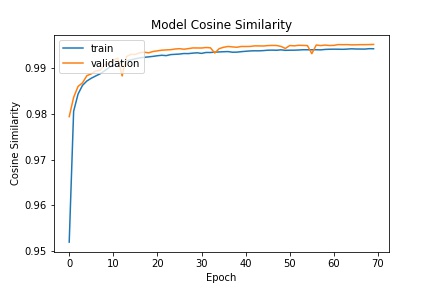 Model Cosine Similarity
train
validation
Cosine Similarity
0.99
0.98
0.97
0.96
0.95
0 10 20 30 40 50 60 70
Epoch